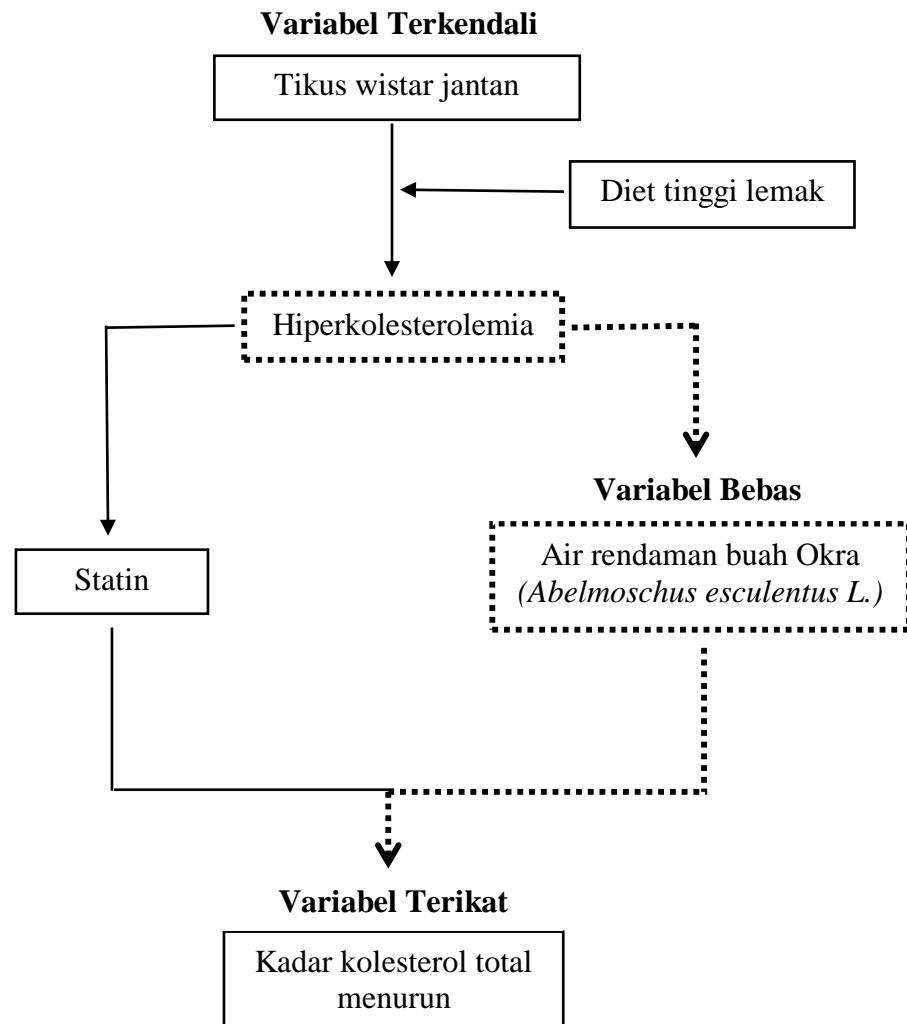 Variabel Terkendali
Tikus wistar jantan
Diet tinggi lemak
Hiperkolesterolemia
Variabel Bebas
Air rendaman buah Okra
(Abelmoschus esculentus L.)
Statin
Variabel Terikat
Kadar kolesterol total
menurun